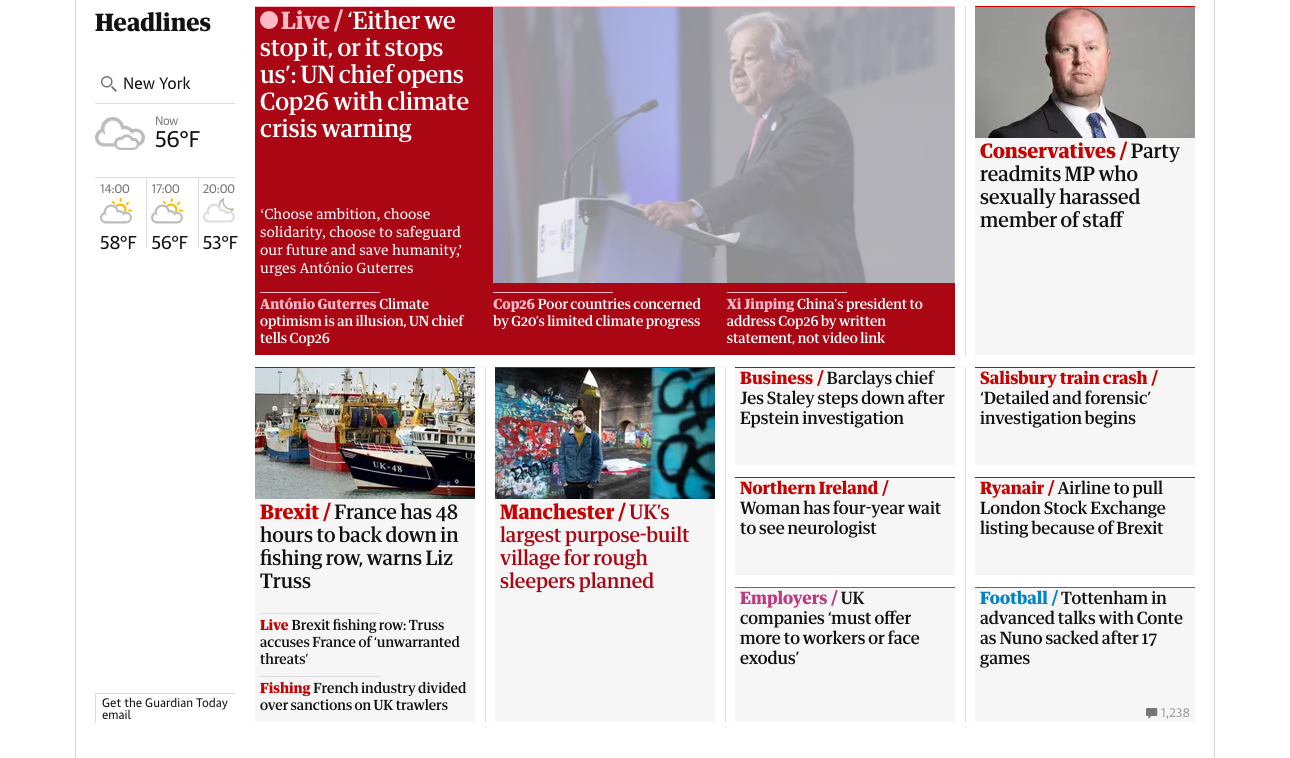 Headlines
New York
Now
56°F
14:00
58°F
17:00
56°F
20:00
53°F
Get the Guardian Today
email
Live / ‘Either we
stop it, or it stops
us’: UN chief opens
Cop26 with climate
crisis warning
‘Choose ambition, choose
solidarity, choose to safeguard
our future and save humanity,’
urges António Guterres
António Guterres Climate
optimism is an illusion, UN chief
tells Cop26
Cop26 Poor countries concerned
by G20’s limited climate progress
Xi Jinping China’s president to
address Cop26 by written
statement, not video link
Conservatives / Party
readmits MP who
sexually harassed
member of staff
UK-48
Brexit / France has 48
hours to back down in
fishing row, warns Liz
Truss
Live Brexit fishing row: Truss
accuses France of ‘unwarranted
threats’
Fishing French industry divided
over sanctions on UK trawlers
Manchester / UK’s
largest purpose-built
village for rough
sleepers planned
Business / Barclays chief
Jes Staley steps down after
Epstein investigation
Northern Ireland /
Woman has four-year wait
to see neurologist
Employers / UK
companies ‘must offer
more to workers or face
exodus’
Salisbury train crash /
‘Detailed and forensic’
investigation begins
Ryanair / Airline to pull
London Stock Exchange
listing because of Brexit
Football / Tottenham in
advanced talks with Conte
as Nuno sacked after 17
games
1,238